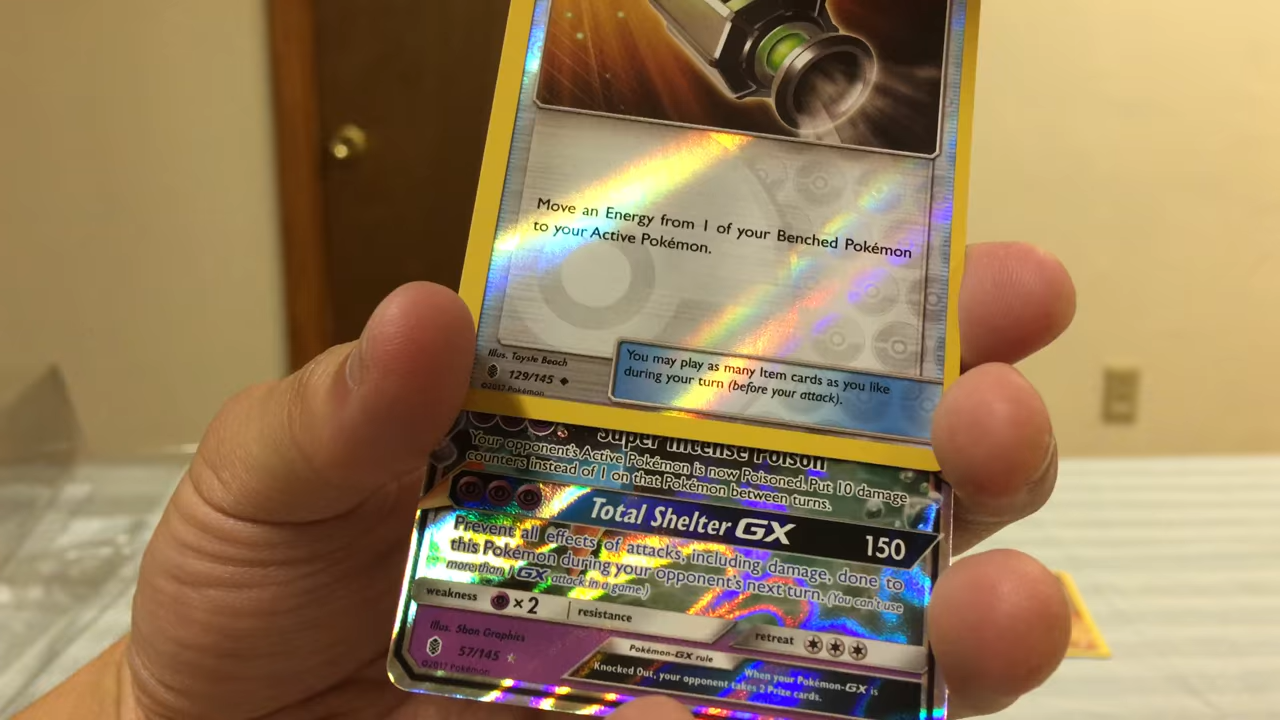 Move an Energy from 1 of your Benched Pokémon
to your Active Pokémon.
Illus. Toyste Beach
129/145
©2017 Pokémon
You may play as many Item cards as you like
during your turn (before your attack).
Super Intense Poison
Your opponent's Active Pokémon is now Poisoned. Put 10 damage
counters instead of 1 on that Pokémon between turns.
Total Shelter GX 150
Prevent all effects of attacks, including damage, done to
this Pokémon during your opponent's next turn. (You can't use
more than 1 GX attack in a game.)
weakness ×2 resistance
retreat
Illus. 5ban Graphics
57/145
©2017 Pokémon
Pokémon-GX rule
When your Pokémon-GX is
Knocked Out, your opponent takes 2 Prize cards.